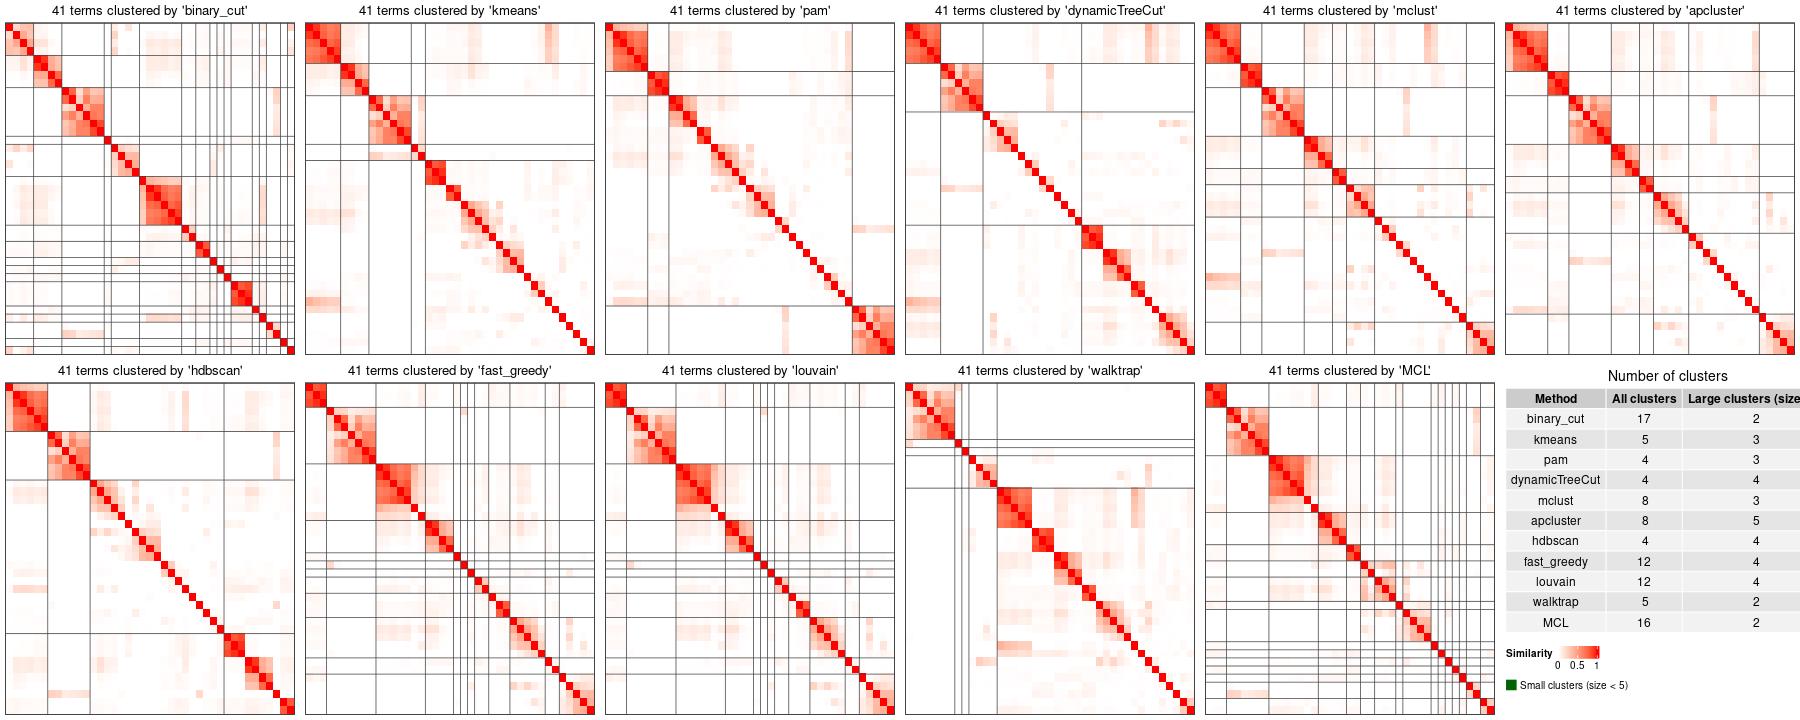 41 terms clustered by 'binary_cut'
41 terms clustered by 'kmeans'
41 terms clustered by 'pam'
41 terms clustered by 'dynamicTreeCut'
41 terms clustered by 'mclust'
41 terms clustered by 'apcluster'
41 terms clustered by 'hdbscan'
41 terms clustered by 'fast_greedy'
41 terms clustered by 'louvain'
41 terms clustered by 'walktrap'
41 terms clustered by 'MCL'
Number of clusters
Method All clusters Large clusters (size
binary_cut 17 2
kmeans 5 3
pam 4 3
dynamicTreeCut 4 4
mclust 8 3
apcluster 8 5
hdbscan 4 4
fast_greedy 12 4
louvain 12 4
walktrap 5 2
MCL 16 2
Similarity
0 0.5 1
Small clusters (size < 5)